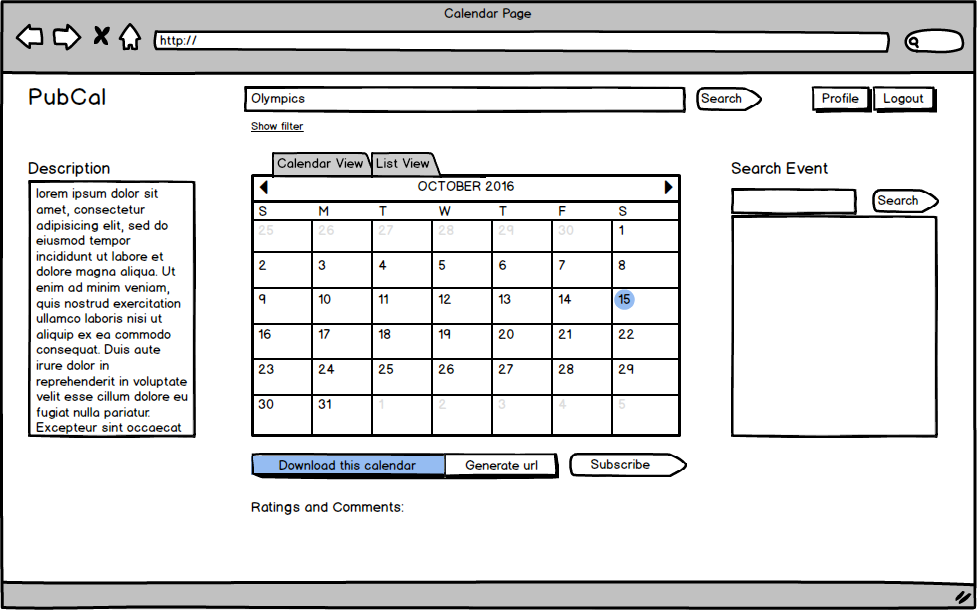 Calendar Page
http://
PubCal
Olympics
Search
Profile
Logout
Show filter
Description
lorem ipsum dolor sit
amet, consectetur
adipisicing elit, sed do
eiusmod tempor
incididunt ut labore et
dolore magna aliqua. Ut
enim ad minim veniam,
quis nostrud exercitation
ullamco laboris nisi ut
aliquip ex ea commodo
consequat. Duis aute
irure dolor in
reprehenderit in voluptate
velit esse cillum dolore eu
fugiat nulla pariatur.
Excepteur sint occaecat
Calendar View List View
OCTOBER 2016
S M T W T F S
25 26 27 28 29 30 1
2 3 4 5 6 7 8
9 10 11 12 13 14 15
16 17 18 19 20 21 22
23 24 25 26 27 28 29
30 31 1 2 3 4 5
Download this calendar Generate url Subscribe
Ratings and Comments:
Search Event
Search